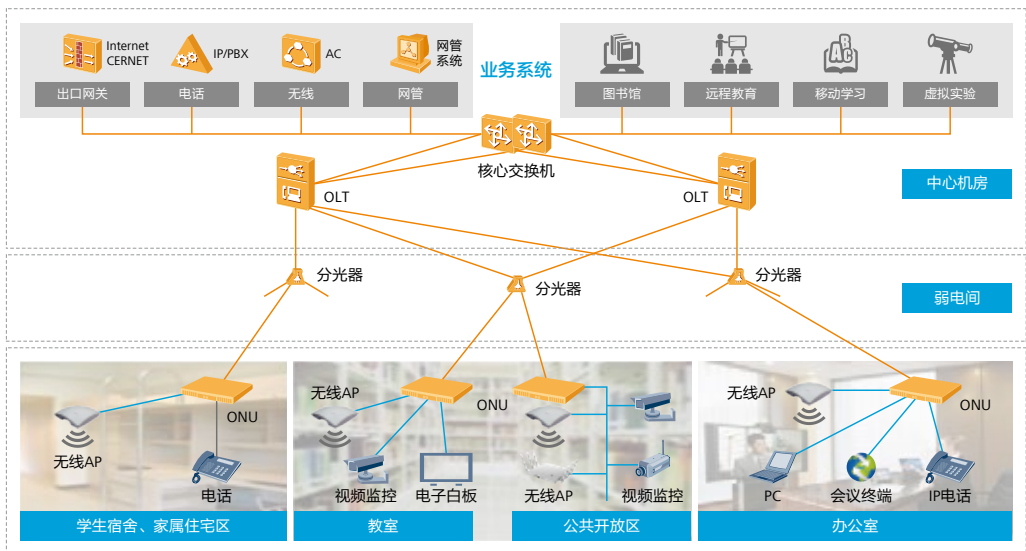 Internet
CERNET
IP/PBX
AC
网管
系统
出口网关
电话
无线
网管
业务系统
图书馆
远程教育
移动学习
虚拟实验
核心交换机
OLT
OLT
中心机房
分光器
分光器
分光器
弱电间
ONU
无线AP
电话
学生宿舍、家属住宅区
无线AP
ONU
视频监控
电子白板
无线AP
视频监控
教室
公共开放区
无线AP
ONU
PC
会议终端
IP电话
办公室